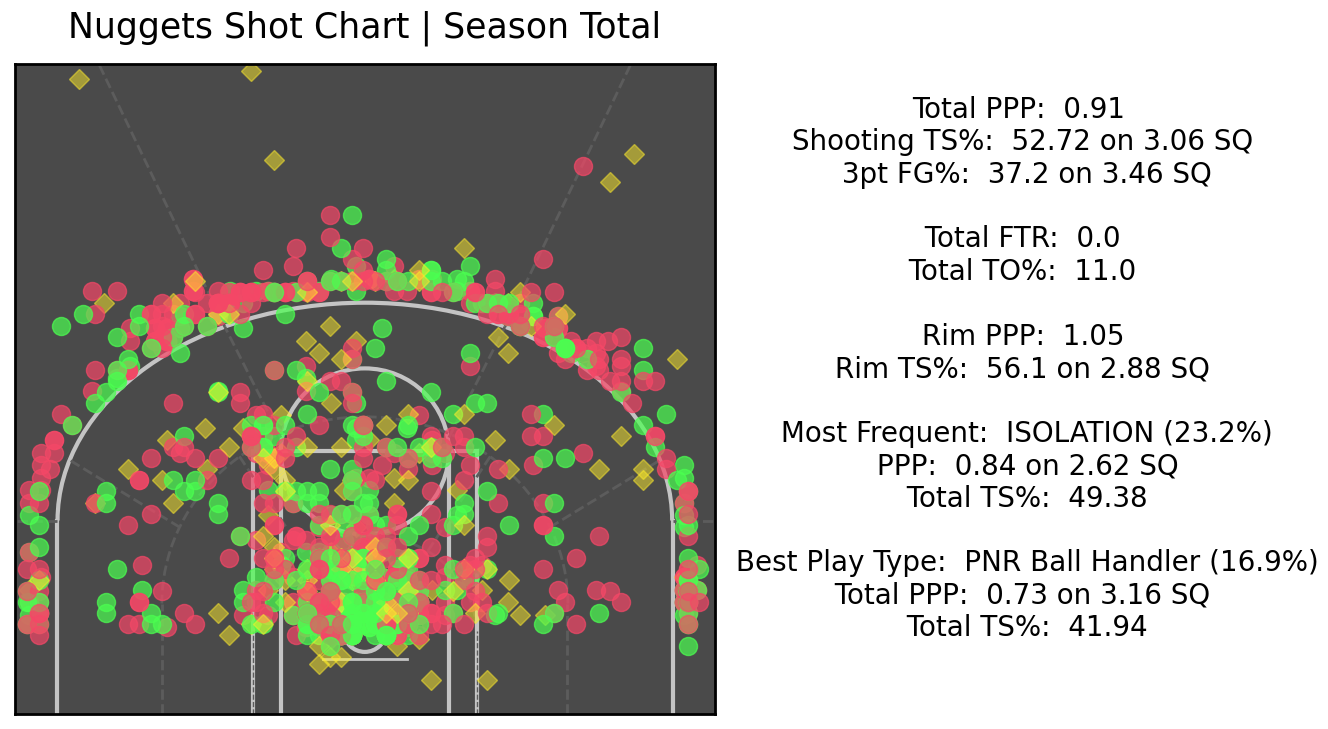 Nuggets Shot Chart | Season Total
Total PPP:  0.91
Shooting TS%:  52.72 on 3.06 SQ
3pt FG%:  37.2 on 3.46 SQ
Total FTR:  0.0
Total TO%:  11.0
Rim PPP:  1.05
Rim TS%:  56.1 on 2.88 SQ
Most Frequent:  ISOLATION (23.2%)
PPP:  0.84 on 2.62 SQ
Total TS%:  49.38
Best Play Type:  PNR Ball Handler (16.9%)
Total PPP:  0.73 on 3.16 SQ
Total TS%:  41.94